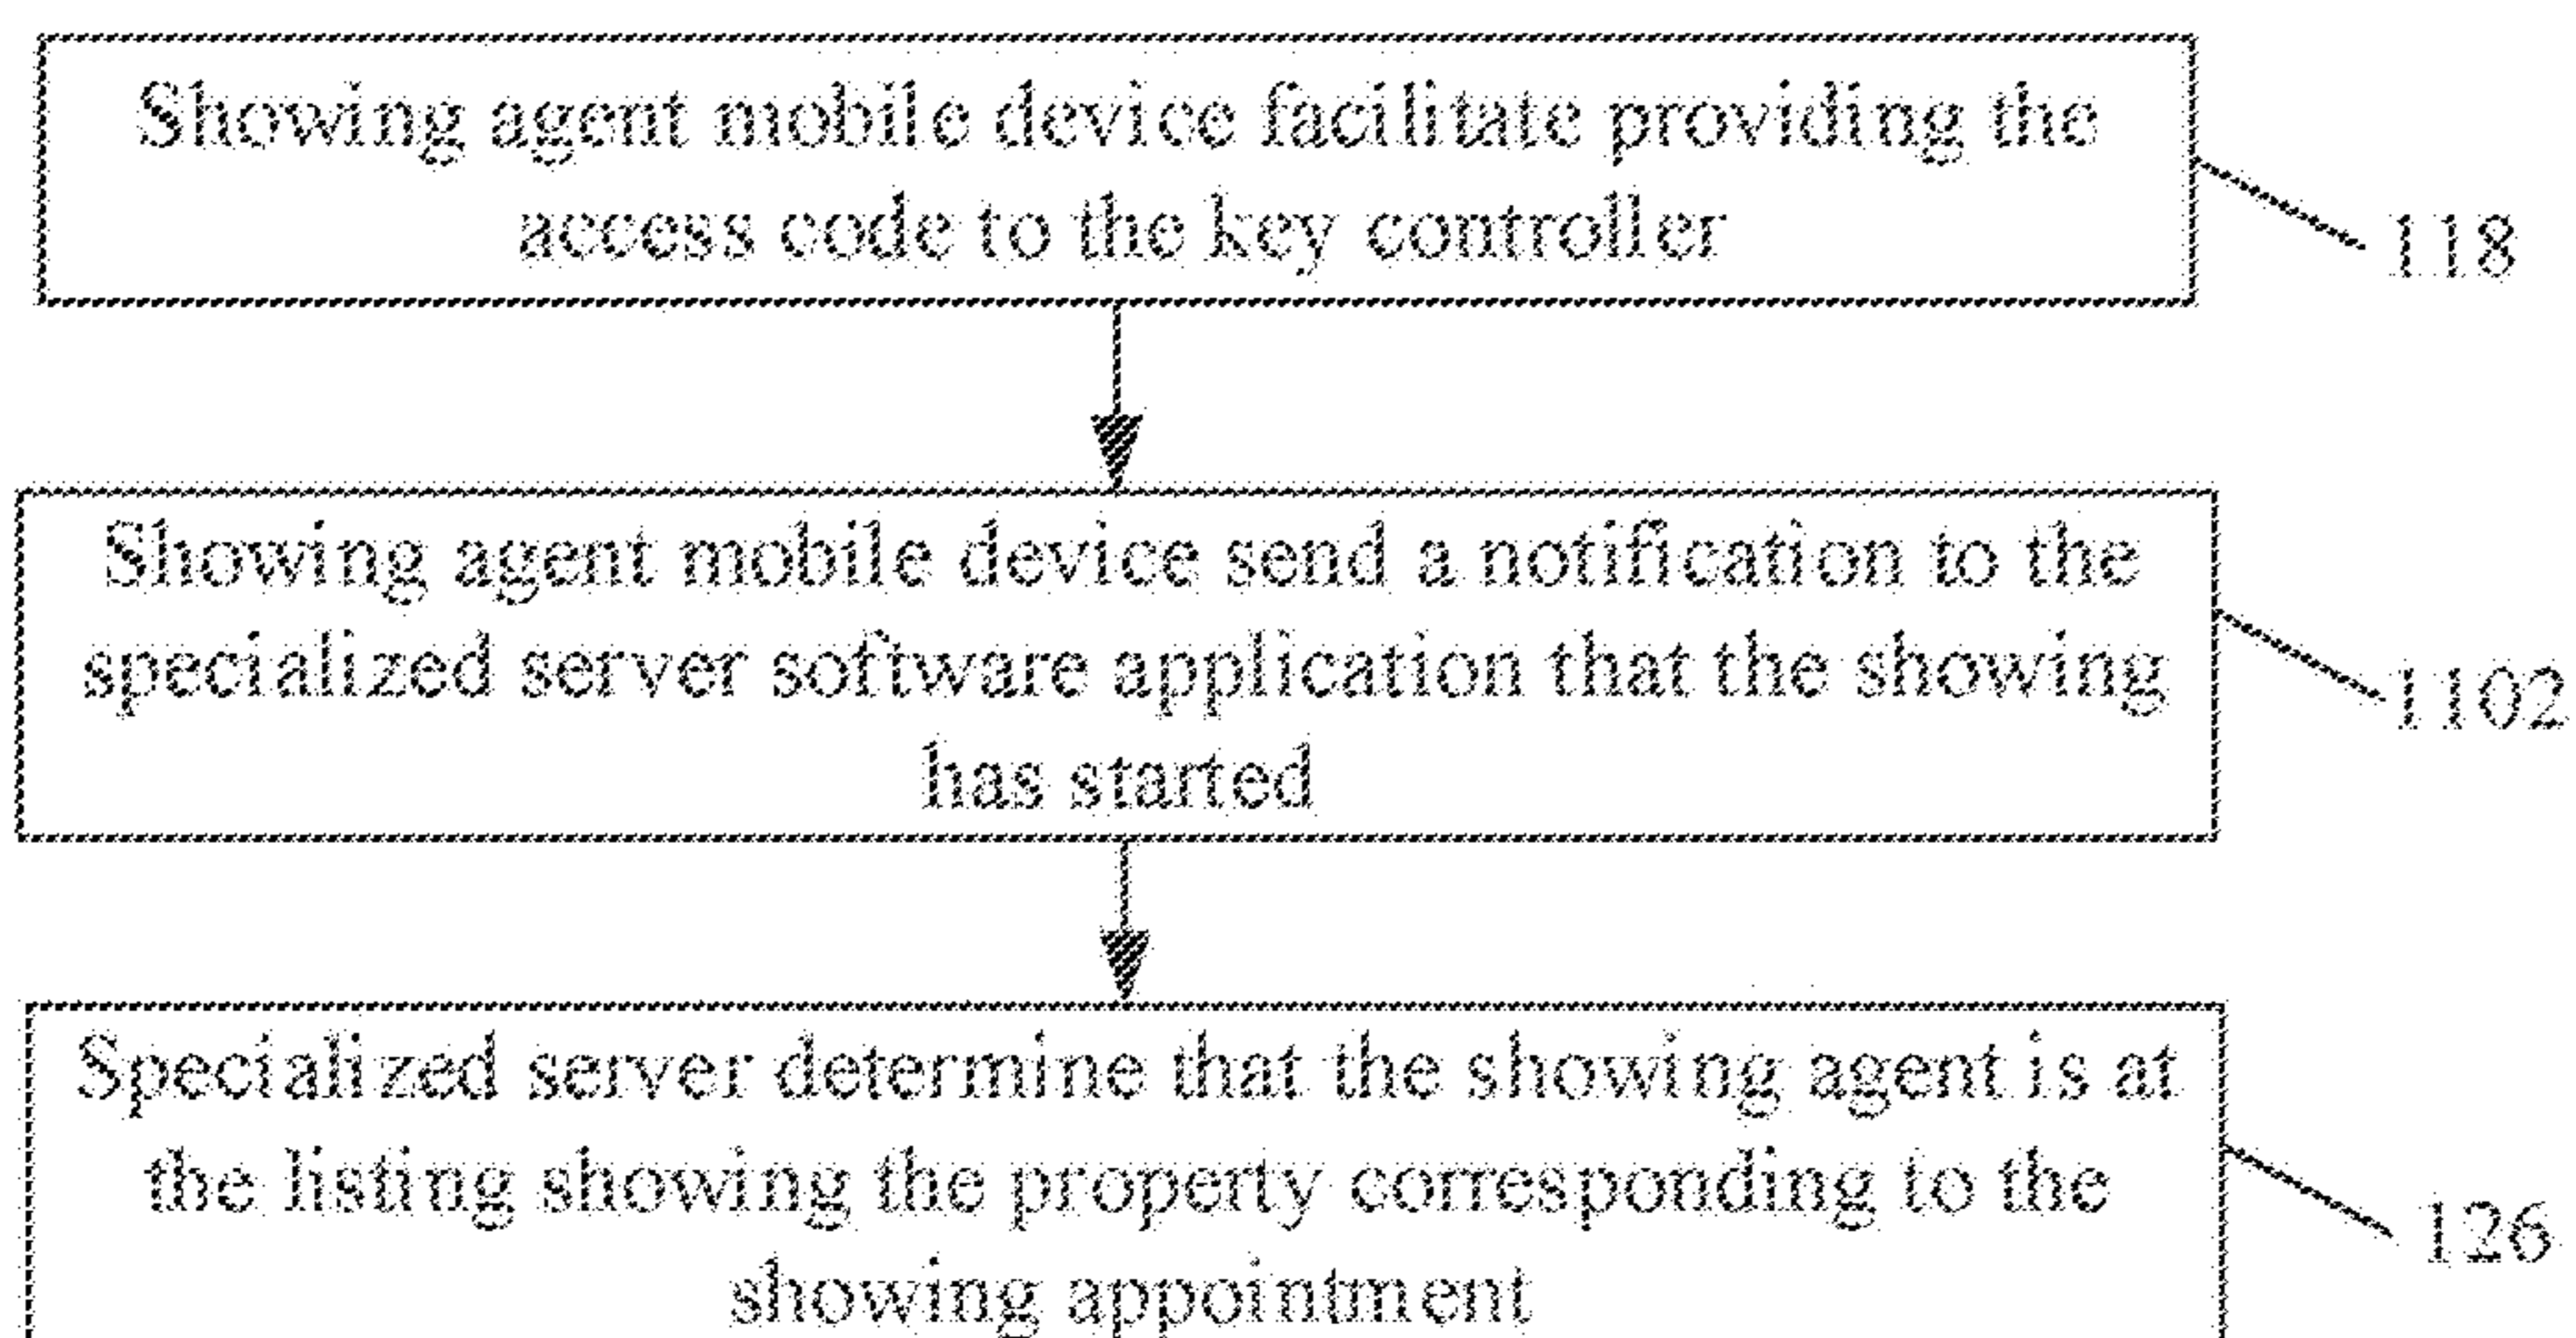 Showing agent mobile device facilitate providing the
access code to the key controller
118
Showing agent mobile device send a notification to the
specialized server software application that the showing
has started
1102
Specialized server determine that the showing agent is at
the listing showing the property corresponding to the
showing appointment
126